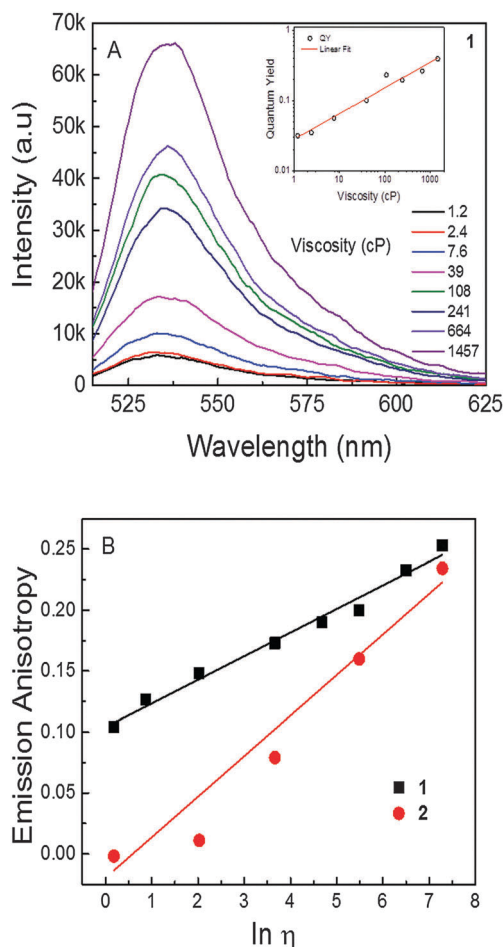 A
1
70k
60k
50k
40k
30k
20k
10k
0
Intensity (a.u)
525 550 575 600 625
Wavelength (nm)
QY
Linear Fit
Quantum Yield
0.1
0.01
1 10 100 1000
Viscosity (cP)
Viscosity (cP)
1.2
2.4
7.6
39
108
241
664
1457
B
0.25
0.20
0.15
0.10
0.05
0.00
Emission Anisotropy
1
2
0 1 2 3 4 5 6 7 8
ln η